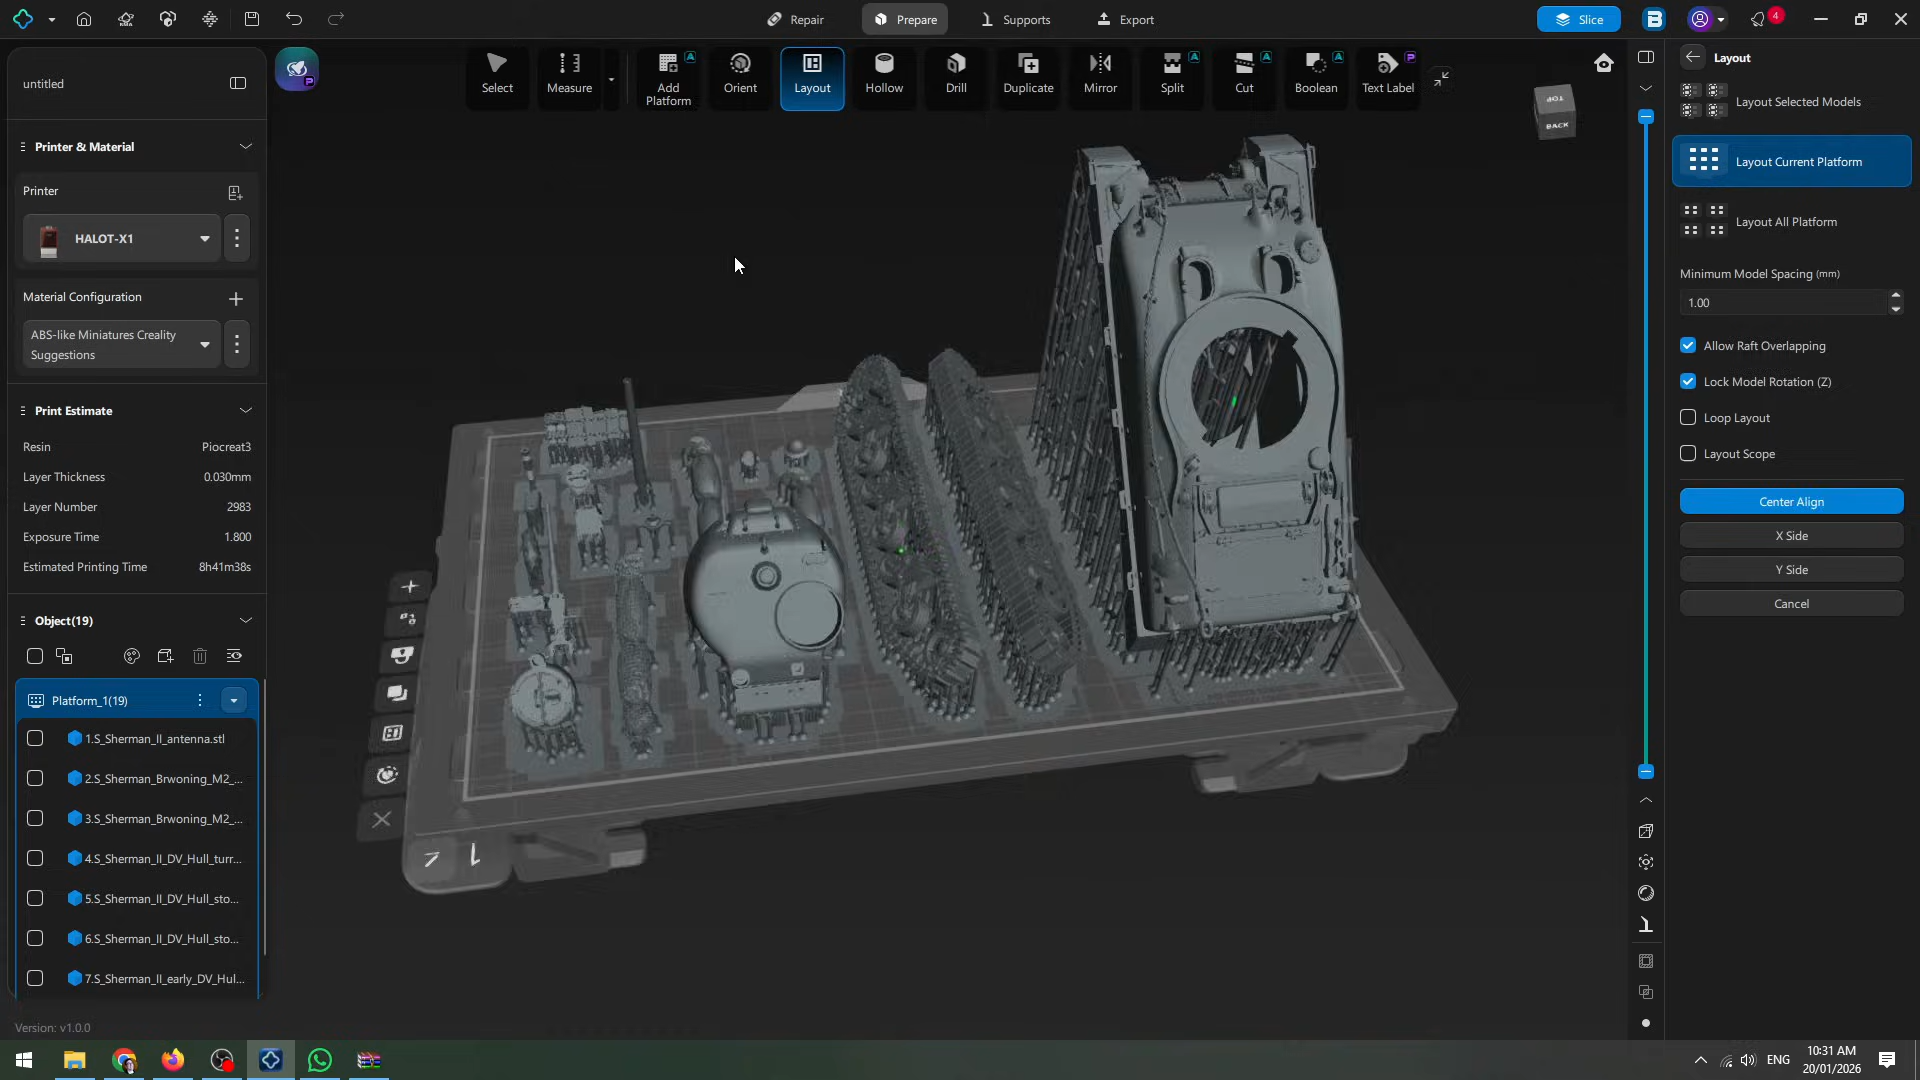 Repair
Prepare
Supports
Export
Slice
4
untitled
Select
Measure
Add Platform
Orient
Layout
Hollow
Drill
Duplicate
Mirror
Split
Cut
Boolean
Text Label
TOP
BACK
Printer & Material
Printer
HALOT-X1
Material Configuration
ABS-like Miniatures Creality
Suggestions
Print Estimate
Resin Piocreat3
Layer Thickness 0.030mm
Layer Number 2983
Exposure Time 1.800
Estimated Printing Time 8h41m38s
Object(19)
Platform_1(19)
1.S_Sherman_II_antenna.stl
2.S_Sherman_Brwoning_M2_...
3.S_Sherman_Brwoning_M2_...
4.S_Sherman_II_DV_Hull_turr...
5.S_Sherman_II_DV_Hull_sto...
6.S_Sherman_II_DV_Hull_sto...
7.S_Sherman_II_early_DV_Hul...
Version: v1.0.0
Layout
Layout Selected Models
Layout Current Platform
Layout All Platform
Minimum Model Spacing (mm)
1.00
Allow Raft Overlapping
Lock Model Rotation (Z)
Loop Layout
Layout Scope
Center Align
X Side
Y Side
Cancel
ENG
10:31 AM
20/01/2026